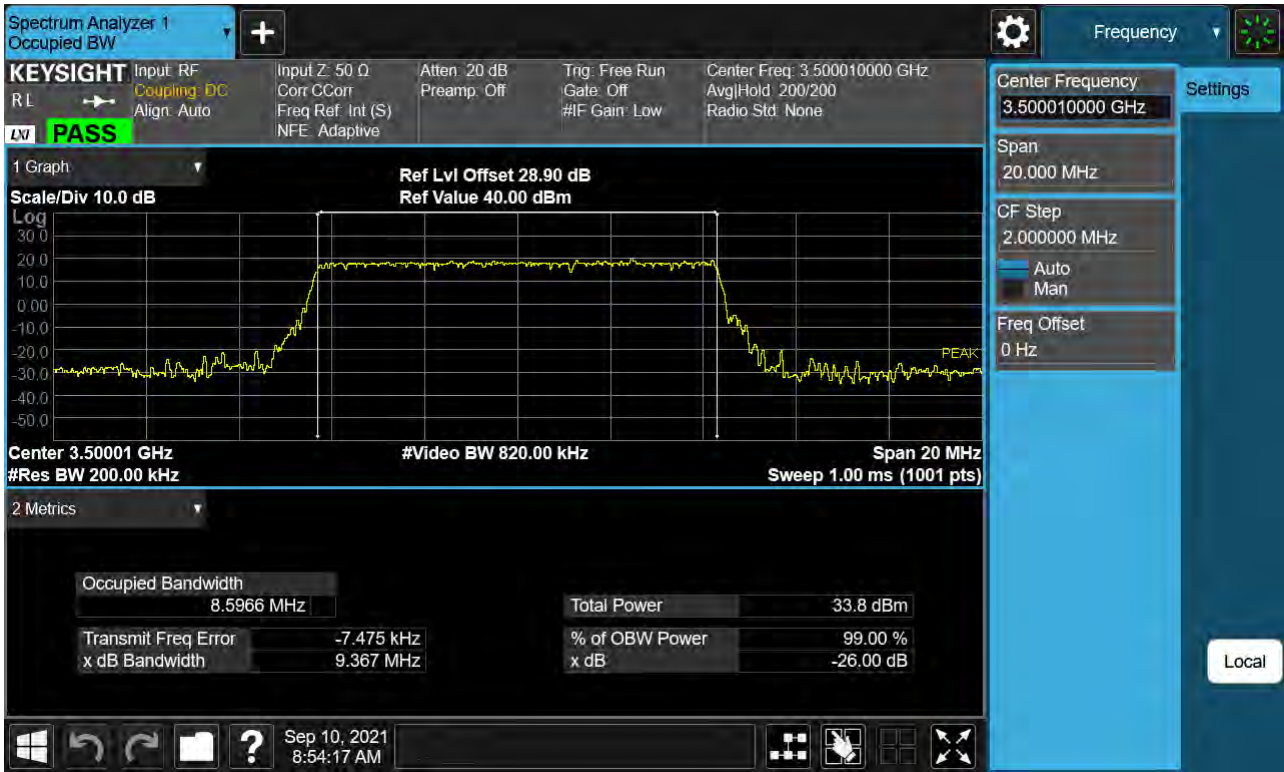 Spectrum Analyzer 1
Occupied BW
+
Frequency
KEYSIGHT
R L
LXI
PASS
Input: RF
Coupling: DC
Align: Auto
Input Z: 50 Ω
Corr CCorr
Freq Ref: Int (S)
NFE: Adaptive
Atten: 20 dB
Preamp: Off
Trig: Free Run
Gate: Off
#IF Gain: Low
Center Freq: 3.500010000 GHz
Avg|Hold: 200/200
Radio Std: None
Center Frequency
3.500010000 GHz
Settings
Span
20.000 MHz
CF Step
2.000000 MHz
Auto
Man
Freq Offset
0 Hz
1 Graph
Scale/Div 10.0 dB
Ref Lvl Offset 28.90 dB
Ref Value 40.00 dBm
Log
30.0
20.0
10.0
0.00
-10.0
-20.0
-30.0
-40.0
-50.0
PEAK
Center 3.50001 GHz
#Video BW 820.00 kHz
Span 20 MHz
#Res BW 200.00 kHz
Sweep 1.00 ms (1001 pts)
2 Metrics
Occupied Bandwidth
8.5966 MHz
Total Power 33.8 dBm
Transmit Freq Error -7.475 kHz
% of OBW Power 99.00 %
x dB Bandwidth 9.367 MHz
x dB -26.00 dB
Local
?
Sep 10, 2021
8:54:17 AM